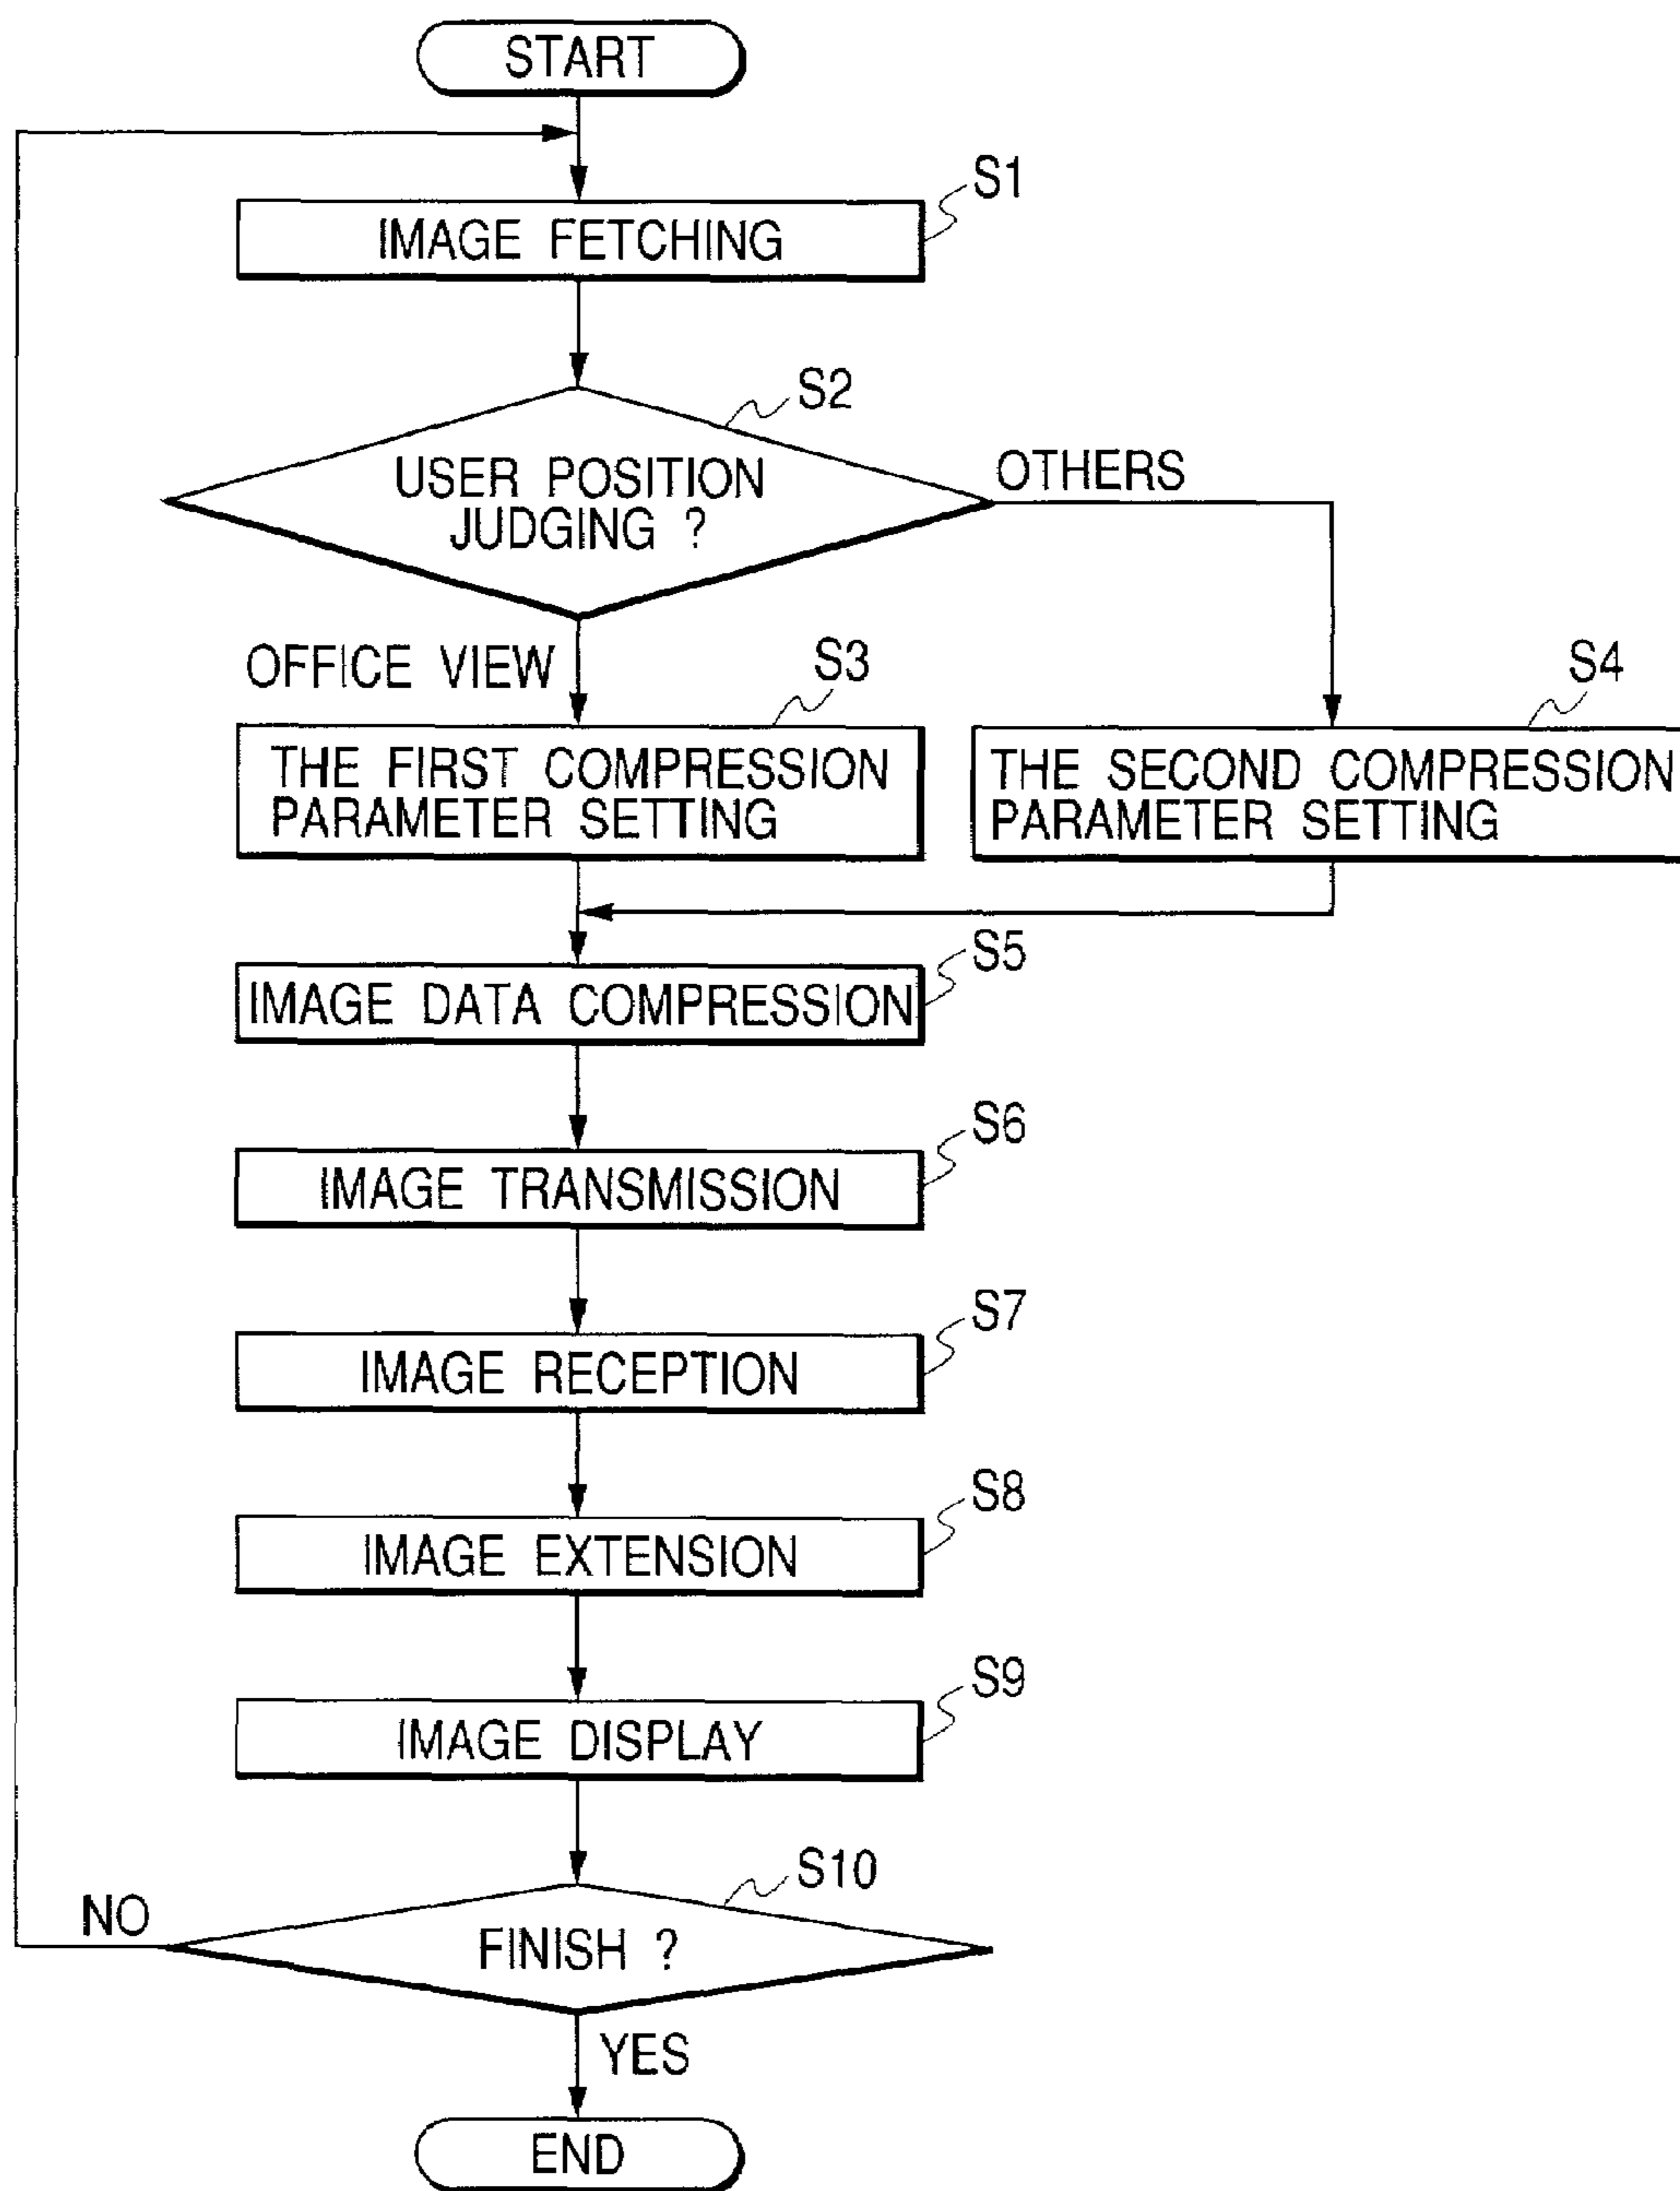 START
S1
IMAGE FETCHING
S2
USER POSITION
JUDGING ?
OTHERS
OFFICE VIEW
S3
THE FIRST COMPRESSION
PARAMETER SETTING
S4
THE SECOND COMPRESSION
PARAMETER SETTING
S5
IMAGE DATA COMPRESSION
S6
IMAGE TRANSMISSION
S7
IMAGE RECEPTION
S8
IMAGE EXTENSION
S9
IMAGE DISPLAY
S10
NO
FINISH ?
YES
END